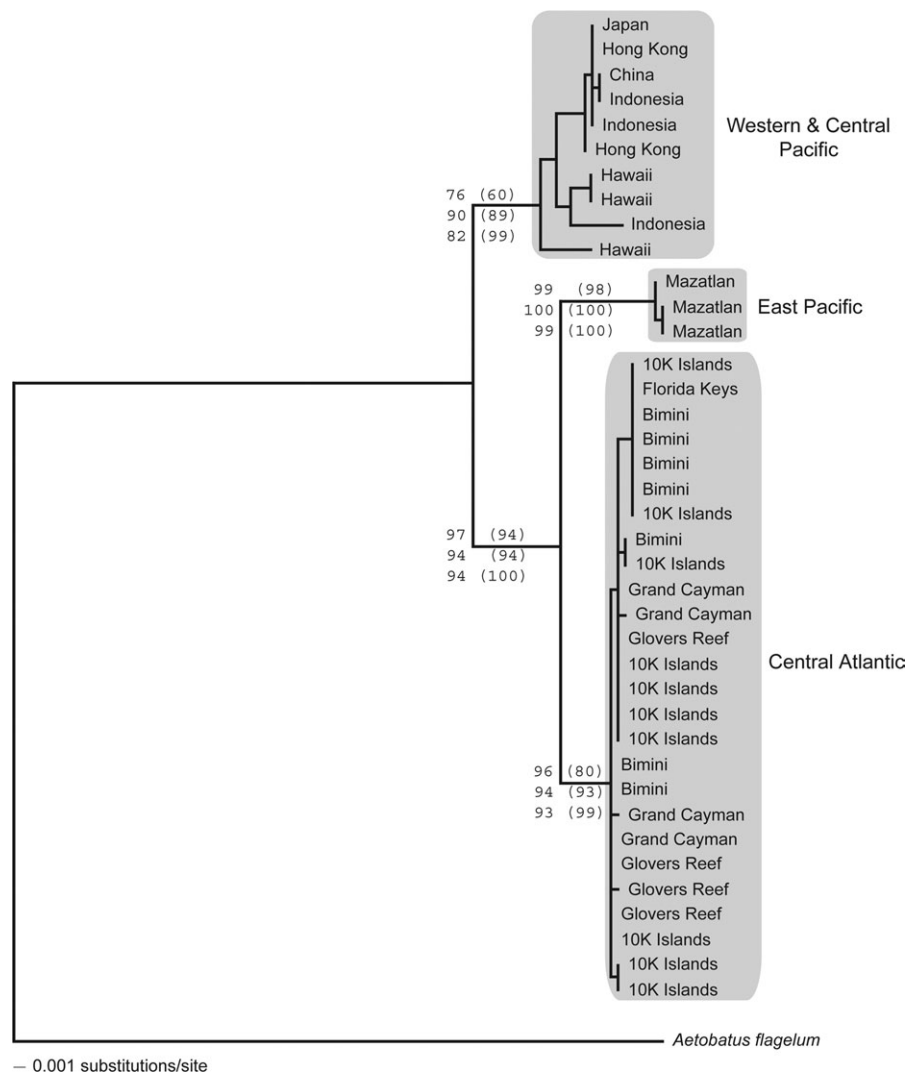 Japan
Hong Kong
China
Indonesia
Indonesia
Hong Kong
Hawaii
Hawaii
Indonesia
Hawaii
Western & Central
Pacific
76 (60)
90 (89)
82 (99)
Mazatlan
Mazatlan
Mazatlan
East Pacific
99 (98)
100 (100)
99 (100)
10K Islands
Florida Keys
Bimini
Bimini
Bimini
Bimini
10K Islands
Bimini
10K Islands
Grand Cayman
Grand Cayman
Glovers Reef
10K Islands
10K Islands
10K Islands
10K Islands
Bimini
Bimini
Grand Cayman
Grand Cayman
Glovers Reef
Glovers Reef
Glovers Reef
10K Islands
10K Islands
10K Islands
Central Atlantic
97 (94)
94 (94)
94 (100)
96 (80)
94 (93)
93 (99)
Aetobatus flagelum
0.001 substitutions/site